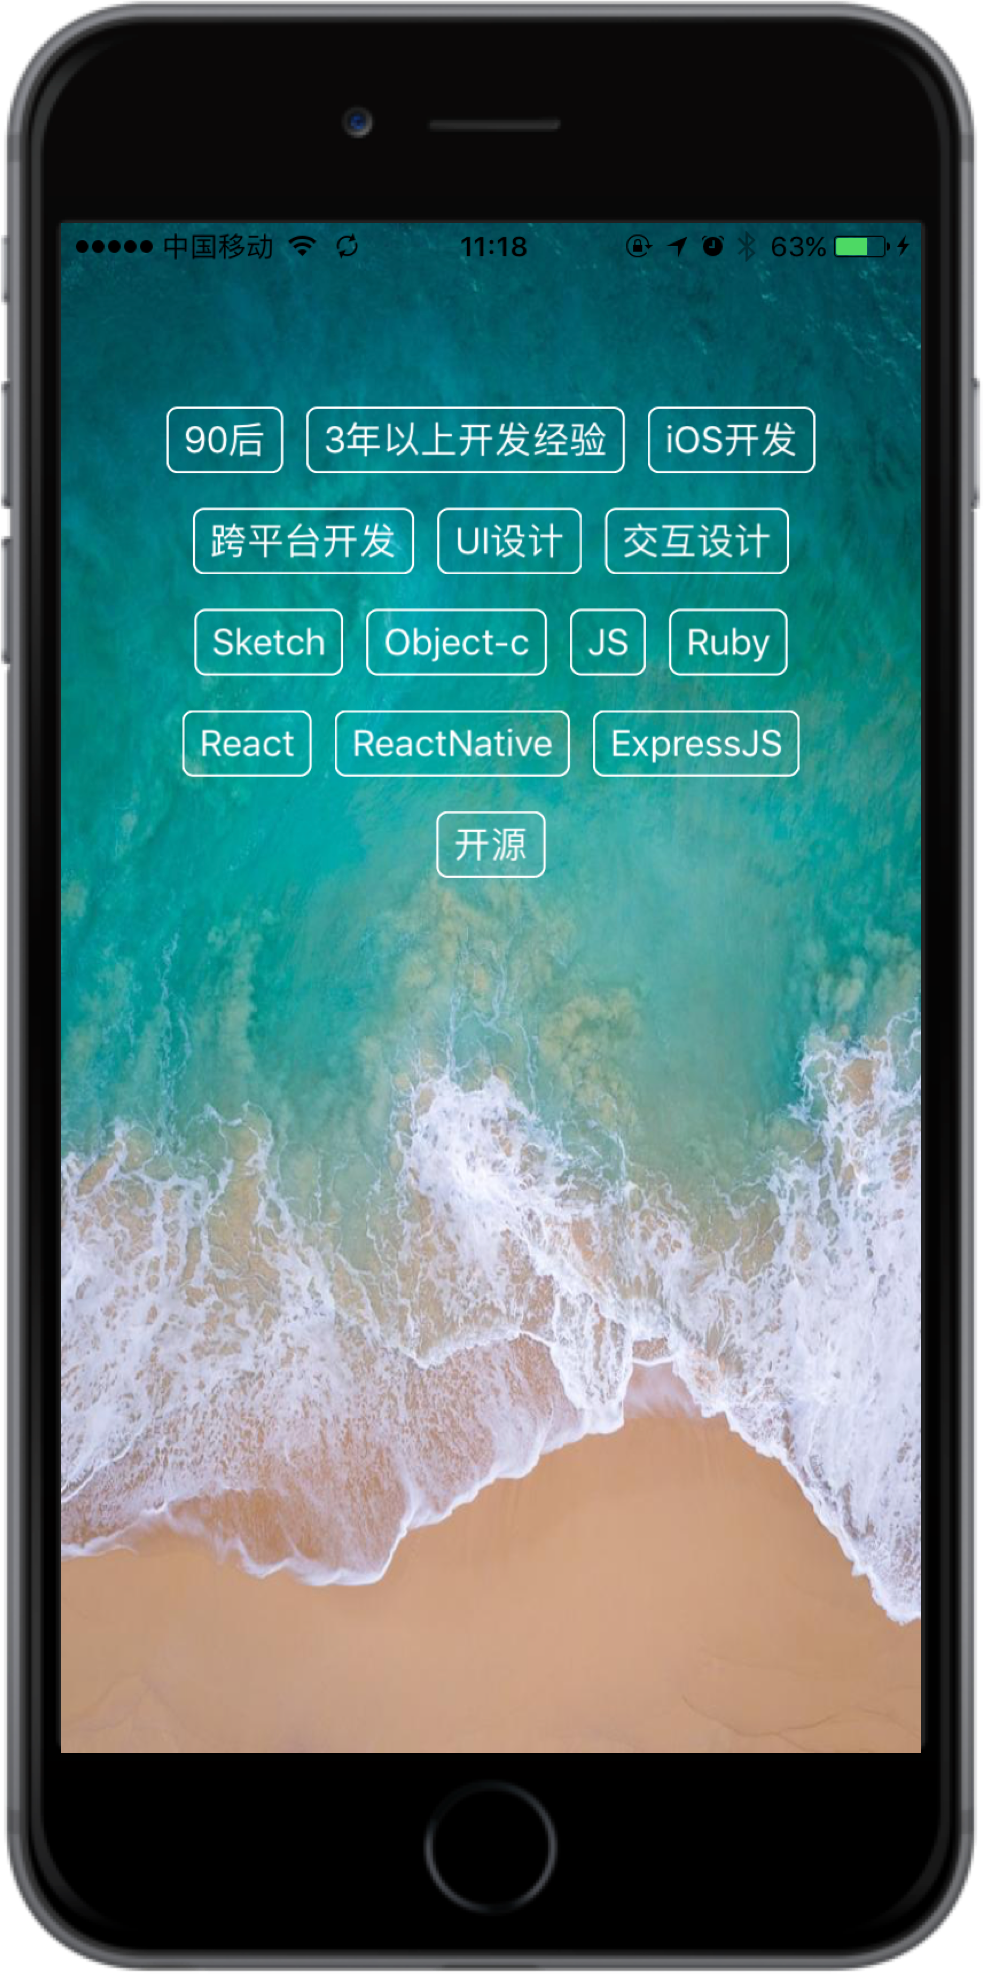 中国移动 11:18 63%
90后 3年以上开发经验 iOS开发
跨平台开发 UI设计 交互设计
Sketch Object-c JS Ruby
React ReactNative ExpressJS
开源